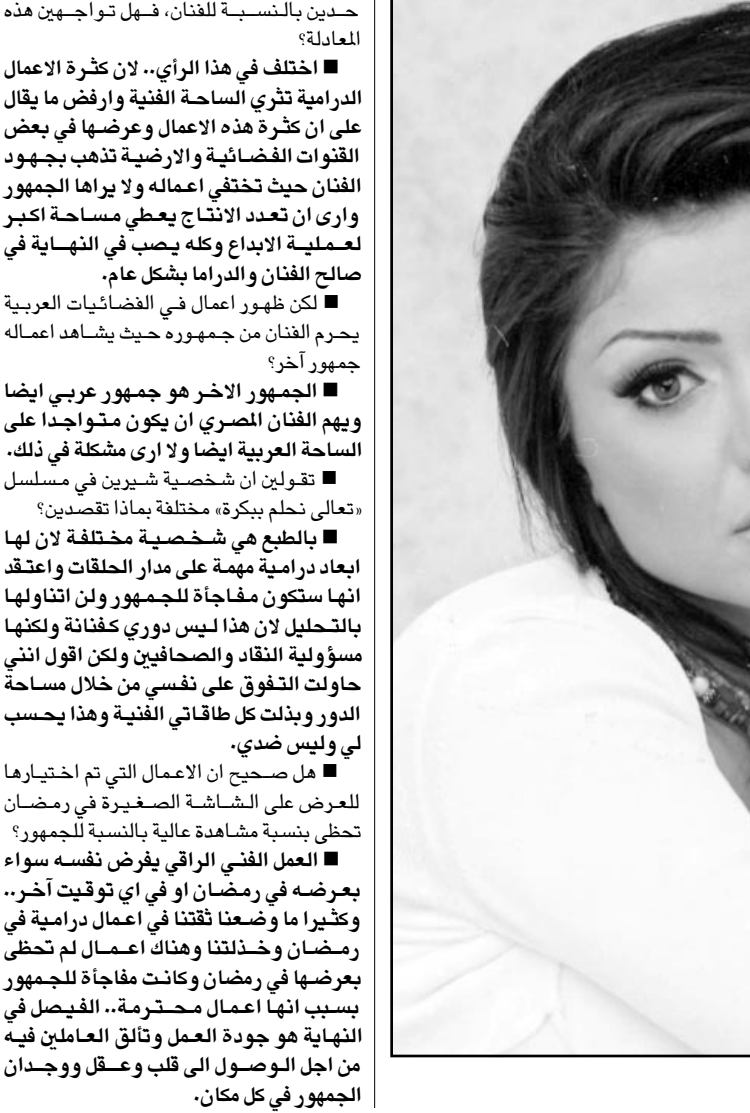 حدين بالنسبة للفنان، فهل تواجهين هذه
المعادلة؟
■ اختلف في هذا الرأي.. لان كثرة الاعمال
الدرامية تثري الساحة الفنية وارفض ما يقال
على ان كثرة هذه الاعمال وعرضها في بعض
القنوات الفضائية والارضية تذهب بجهود
الفنان حيث تختفي اعماله ولا يراها الجمهور
وارى ان تعدد الانتاج يعطي مساحة اكبر
لعملية الابداع وكله يصب في النهاية في
صالح الفنان والدراما بشكل عام.
■ لكن ظهور اعمال في الفضائيات العربية
يحرم الفنان من جمهوره حيث يشاهد اعماله
جمهور آخر؟
■ الجمهور الاخر هو جمهور عربي ايضا
ويهم الفنان المصري ان يكون متواجدا على
الساحة العربية ايضا ولا ارى مشكلة في ذلك.
■ تقولين ان شخصية شيرين في مسلسل
«تعالى نحلم ببكرة» مختلفة بماذا تقصدين؟
■ بالطبع هي شخصية مختلفة لان لها
ابعاد درامية مهمة على مدار الحلقات واعتقد
انها ستكون مفاجأة للجمهور ولن اتناولها
بالتحليل لان هذا ليس دوري كفنانة ولكنها
مسؤولية النقاد والصحافيين ولكن اقول انني
حاولت التفوق على نفسي من خلال مساحة
الدور وبذلت كل طاقاتي الفنية وهذا يحسب
لي وليس ضدي.
■ هل صحيح ان الاعمال التي تم اختيارها
للعرض على الشاشة الصغيرة في رمضان
تحظى بنسبة مشاهدة عالية بالنسبة للجمهور؟
■ العمل الفني الراقي يفرض نفسه سواء
بعرضه في رمضان او في اي توقيت آخر..
وكثيرا ما وضعنا ثقتنا في اعمال درامية في
رمضان وخذلتنا وهناك اعمال لم تحظى
بعرضها في رمضان وكانت مفاجأة للجمهور
بسبب انها اعمال محترمة.. الفيصل في
النهاية هو جودة العمل وتألق العاملين فيه
من اجل الوصول الى قلب وعقل ووجدان
الجمهور في كل مكان.